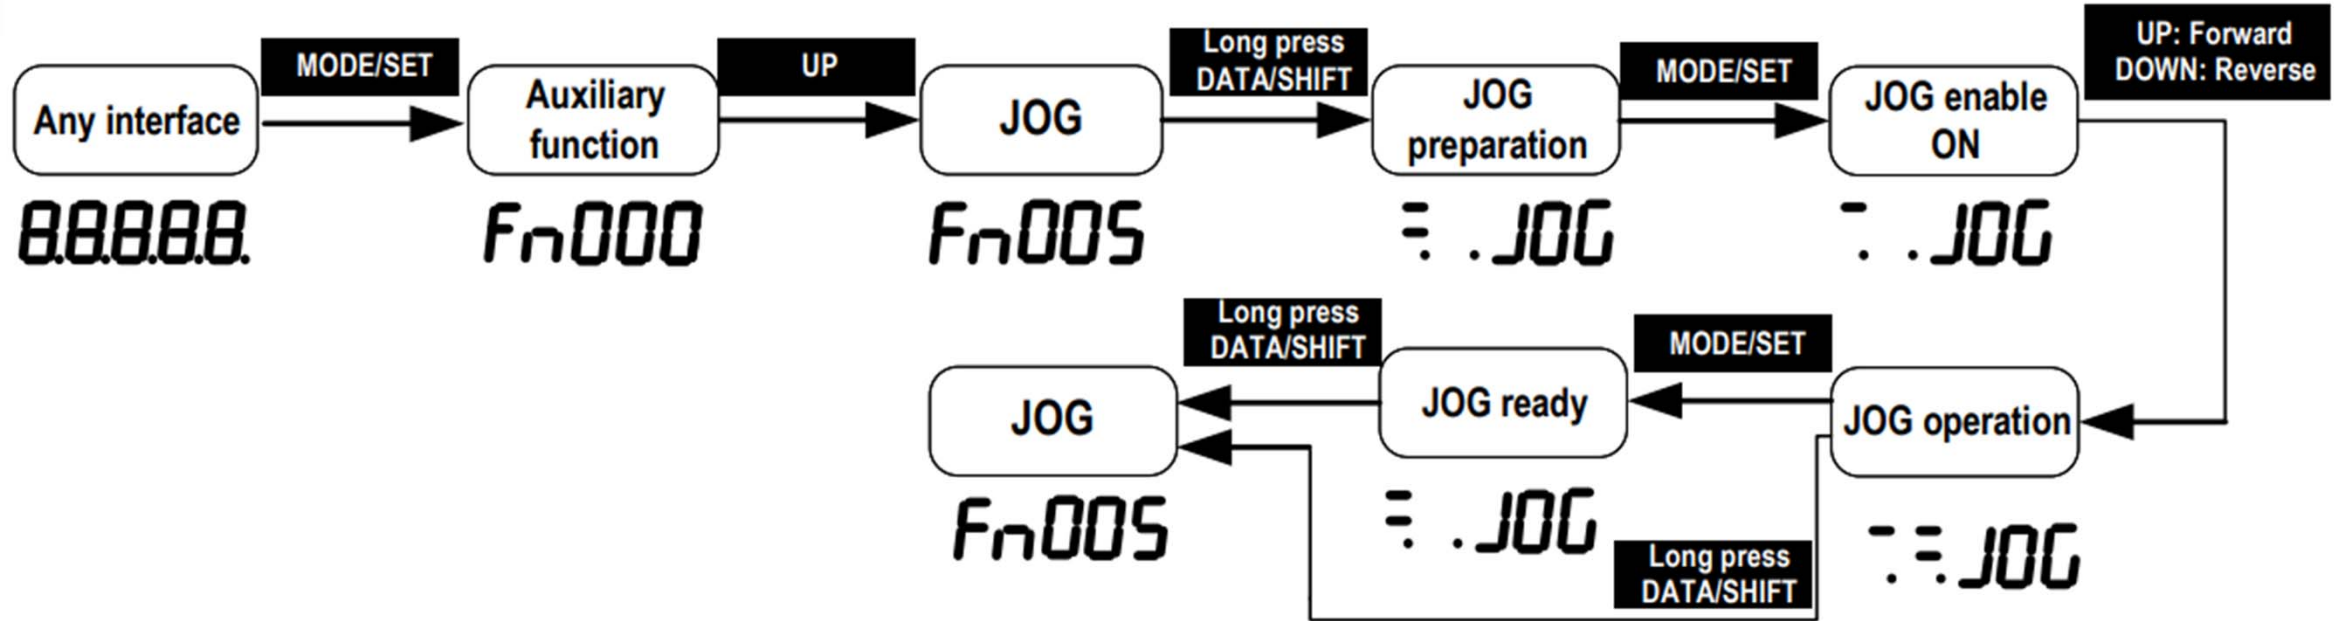 MODE/SET
UP
Long press
DATA/SHIFT
MODE/SET
UP: Forward
DOWN: Reverse
Any interface
Auxiliary
function
JOG
JOG
preparation
JOG enable
ON
8.8.8.8.8.
Fn000
Fn005
=. .JOG
-. .JOG
Long press
DATA/SHIFT
MODE/SET
JOG
JOG ready
JOG operation
Fn005
=. .JOG
-. =.JOG
Long press
DATA/SHIFT